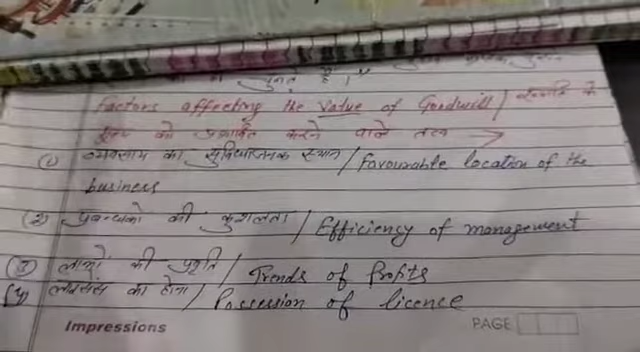 चुनते है ।"
Factors affecting the value of Goodwill / ख्याति के
मूल्य को प्रभावित करने वाले तत्व →
(1) व्यवसाय का सुविधाजनक स्थान / favourable location of the
business
(2) प्रबन्धको की कुशलता / Efficiency of management
(3) लाभों की प्रवृति / Trends of Profits
(4) लाइसेंस का होना / Possession of licence
Impressions
PAGE